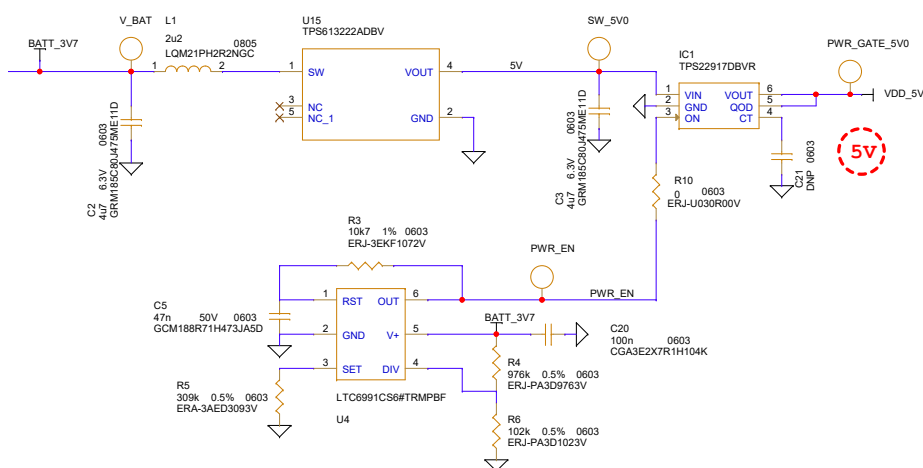 BATT_3V7
V_BAT
L1
2u2
0805
LQM21PH2R2NGC
1
2
C2
4u7 6.3V 0603
GRM185C80J475ME11D
U15
TPS613222ADBV
1
SW
VOUT
4
3
NC
5
NC_1
GND
2
5V
SW_5V0
C3
4u7 6.3V 0603
GRM185C80J475ME11D
IC1
TPS22917DBVR
1
VIN
VOUT
6
2
GND
QOD
5
3
ON
CT
4
PWR_GATE_5V0
VDD_5V
5V
C21
DNP 0603
R10
0 0603
ERJ-U030R00V
R3
10k7 1% 0603
ERJ-3EKF1072V
PWR_EN
PWR_EN
C5
47n 50V 0603
GCM188R71H473JA5D
1
RST
OUT
6
2
GND
V+
5
3
SET
DIV
4
LTC6991CS6#TRMPBF
U4
BATT_3V7
C20
100n 0603
CGA3E2X7R1H104K
R4
976k 0.5% 0603
ERJ-PA3D9763V
R5
309k 0.5% 0603
ERA-3AED3093V
R6
102k 0.5% 0603
ERJ-PA3D1023V